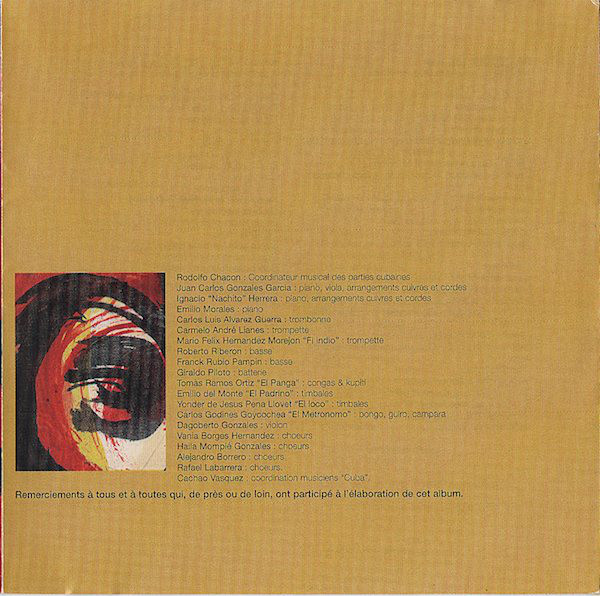 Rodolfo Chacon : Coordinateur musical des parties cubaines
Juan Carlos Gonzales Garcia : piano, viola, arrangements cuivres et cordes
Ignacio "Nachito" Herrera : piano, arrangements cuivres et cordes
Emilio Morales : piano
Carlos Luis Alvarez Guerra : trombonne
Carmelo André Llanes : trompette
Mario Felix Hernandez Morejon "Fi indio" : trompette
Roberto Riberon : basse
Franck Rubio Pampin : basse
Giraldo Piloto : batterie
Tomas Ramos Ortiz "El Panga" : congas & kupiti
Emilio del Monte "El Padrino" : timbales
Yonder de Jesus Pena Llovet "El loco" : timbales
Carlos Godines Goycochea "El Metronomo" : bongo, guiro, campara
Dagoberto Gonzales : violon
Vania Borges Hernandez : choeurs
Haila Mompié Gonzales : choeurs
Alejandro Borrero : choeurs
Rafael Labarrera : choeurs.
Cachao Vasquez : coordination musiciens "Cuba".
Remerciements à tous et à toutes qui, de près ou de loin, ont participé à l'élaboration de cet album.